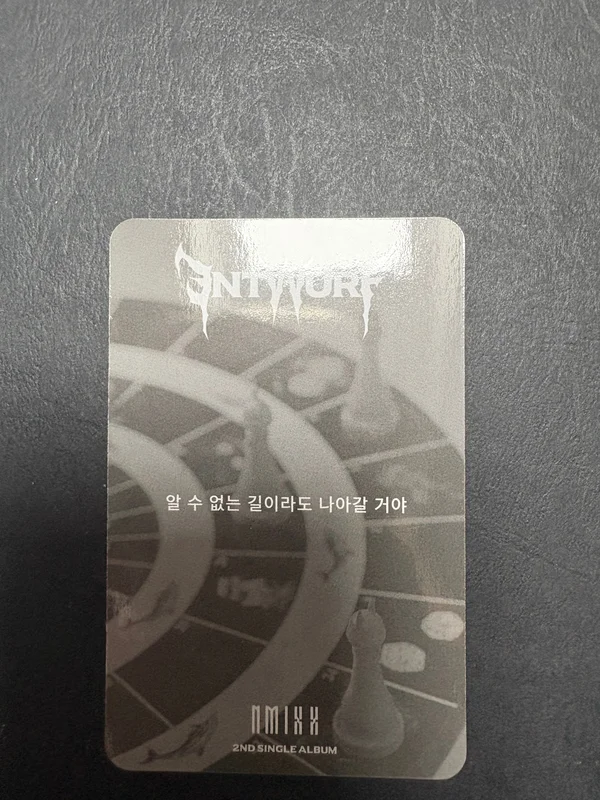 ENTWURF
알 수 없는 길이라도 나아갈 거야
NMIXX
2ND SINGLE ALBUM